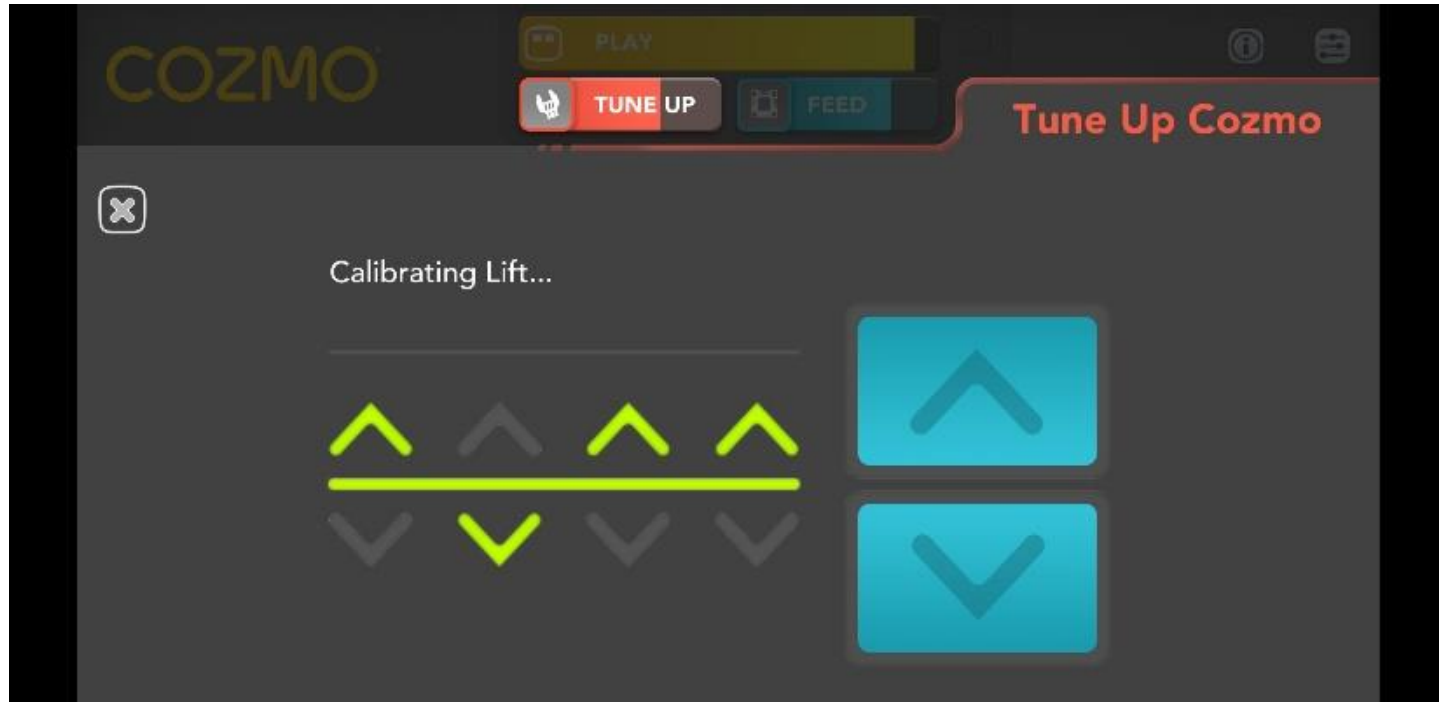 COZMO
PLAY
TUNE UP
FEED
Tune Up Cozmo
Calibrating Lift...